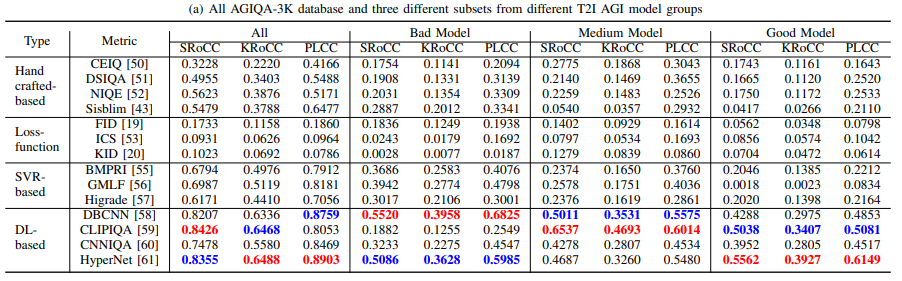 (a) All AGIQA-3K database and three different subsets from different T2I AGI model groups
Type Metric All Bad Model Medium Model Good Model
SRoCC KRoCC PLCC SRoCC KRoCC PLCC SRoCC KRoCC PLCC SRoCC KRoCC PLCC
Hand crafted-based
CEIQ [50] 0.3228 0.2220 0.4166 0.1754 0.1141 0.2094 0.2775 0.1868 0.3043 0.1743 0.1161 0.1643
DSIQA [51] 0.4955 0.3403 0.5488 0.1908 0.1331 0.3139 0.2140 0.1469 0.3655 0.1665 0.1120 0.2520
NIQE [52] 0.5623 0.3876 0.5171 0.2031 0.1354 0.3309 0.2259 0.1483 0.2526 0.1750 0.1172 0.2533
Sisblim [43] 0.5479 0.3788 0.6477 0.2887 0.2012 0.3341 0.0540 0.0357 0.2932 0.0417 0.0266 0.2110
Loss-function
FID [19] 0.1733 0.1158 0.1860 0.1836 0.1249 0.1938 0.1402 0.0929 0.1614 0.0562 0.0348 0.0798
ICS [53] 0.0931 0.0626 0.0964 0.0243 0.0179 0.1692 0.0797 0.0534 0.1693 0.0856 0.0574 0.1042
KID [20] 0.1023 0.0692 0.0786 0.0028 0.0077 0.0187 0.1279 0.0839 0.0860 0.0704 0.0472 0.0614
SVR-based
BMPRI [55] 0.6794 0.4976 0.7912 0.3686 0.2583 0.4076 0.2374 0.1650 0.3760 0.2046 0.1385 0.2212
GMLF [56] 0.6987 0.5119 0.8181 0.3942 0.2774 0.4798 0.2578 0.1751 0.4036 0.0018 0.0023 0.0834
Higrade [57] 0.6171 0.4410 0.7056 0.3017 0.2106 0.3001 0.2376 0.1619 0.2861 0.2020 0.1398 0.2164
DL-based
DBCNN [58] 0.8207 0.6336 0.8759 0.5520 0.3958 0.6825 0.5011 0.3531 0.5575 0.4288 0.2975 0.4853
CLIPIQA [59] 0.8426 0.6468 0.8053 0.1882 0.1255 0.2549 0.6537 0.4693 0.6014 0.5038 0.3407 0.5081
CNNIQA [60] 0.7478 0.5580 0.8469 0.3233 0.2275 0.4547 0.4278 0.2807 0.4534 0.3952 0.2805 0.4517
HyperNet [61] 0.8355 0.6488 0.8903 0.5086 0.3628 0.5985 0.4687 0.3260 0.5480 0.5562 0.3927 0.6149